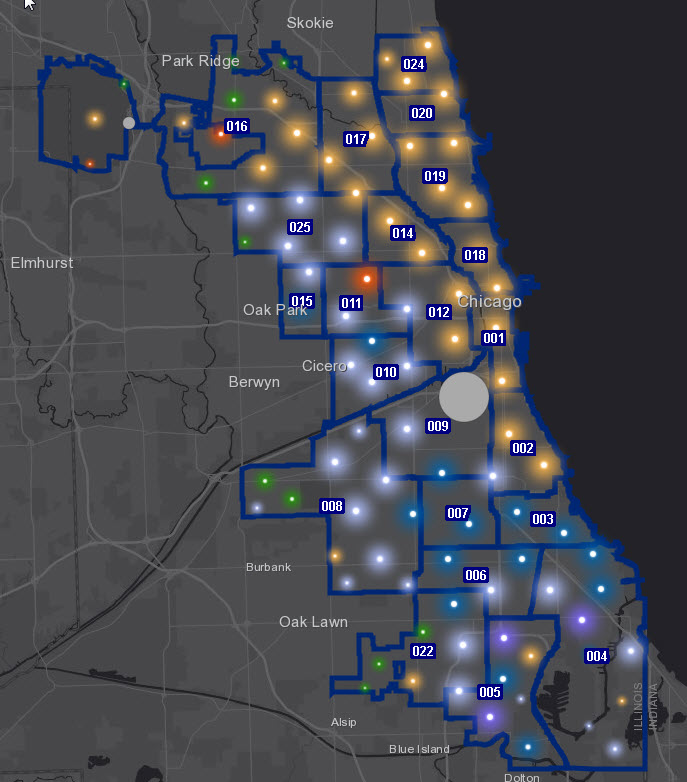 Skokie
Park Ridge
024
020
016
017
019
025
014
018
Elmhurst
015
011
012
Chicago
Oak Park
001
Cicero
010
Berwyn
009
002
008
007
003
Burbank
006
Oak Lawn
022
004
005
ILLINOIS
INDIANA
Alsip
Blue Island
Dolton